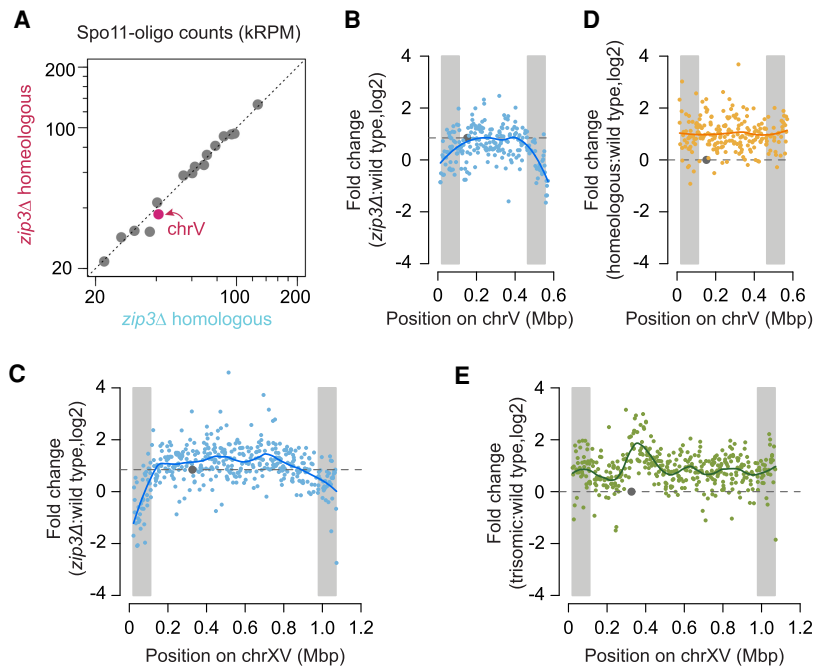 A
Spo11-oligo counts (kRPM)
zip3Δ homeologous
200
100
20
chrV
20
100
200
zip3Δ homologous
B
Fold change
(zip3Δ:wild type,log2)
4
2
0
-2
-4
0
0.2
0.4
0.6
Position on chrV (Mbp)
D
Fold change
(homeologous:wild type,log2)
4
2
0
-2
-4
0
0.2
0.4
0.6
Position on chrV (Mbp)
C
Fold change
(zip3Δ:wild type,log2)
4
2
0
-2
-4
0
0.2
0.4
0.6
0.8
1.0
1.2
Position on chrXV (Mbp)
E
Fold change
(trisomic:wild type,log2)
4
2
0
-2
-4
0
0.2
0.4
0.6
0.8
1.0
1.2
Position on chrXV (Mbp)